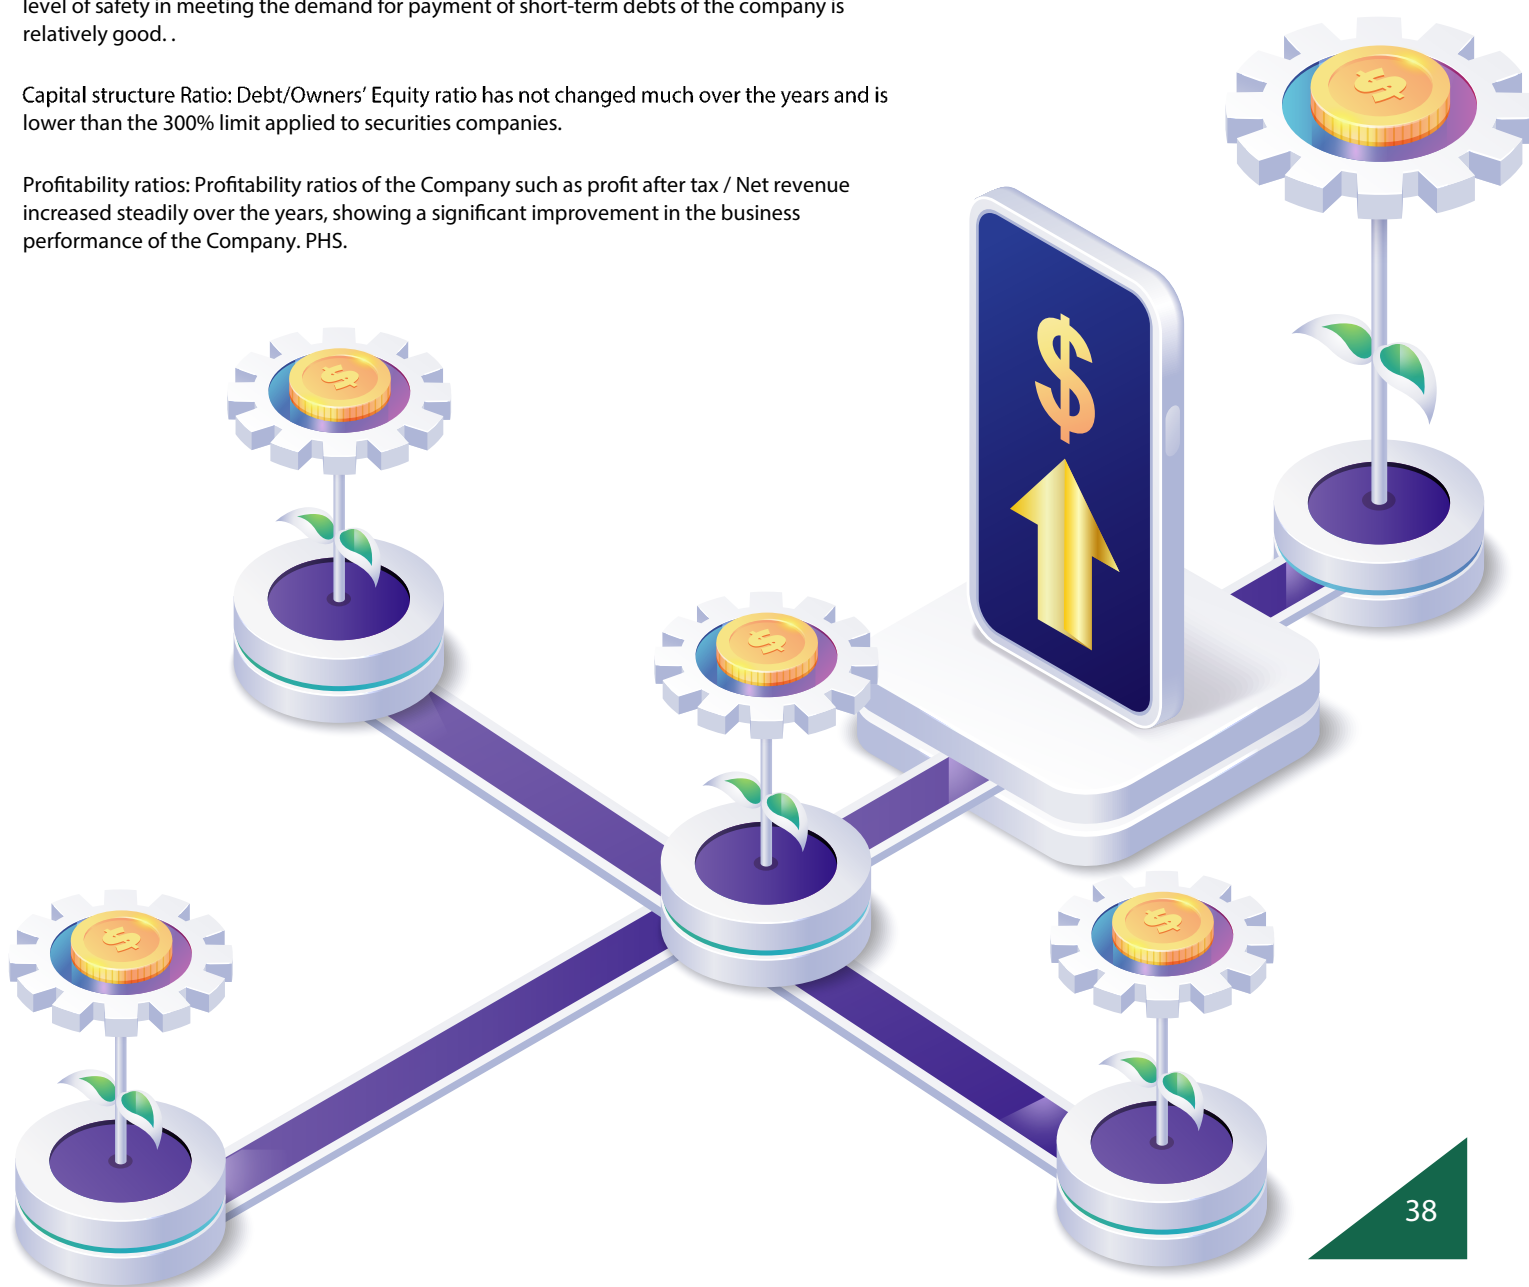 level of safety in meeting the demand for payment of short-term debts of the company is
relatively good. .
Capital structure Ratio: Debt/Owners' Equity ratio has not changed much over the years and is
lower than the 300% limit applied to securities companies.
Profitability ratios: Profitability ratios of the Company such as profit after tax / Net revenue
increased steadily over the years, showing a significant improvement in the business
performance of the Company. PHS.
$
$
$
$
$
$
38